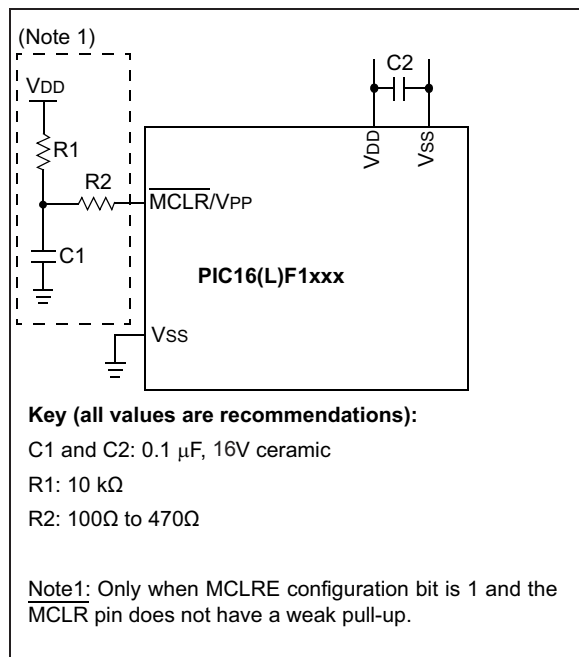 (Note 1)
C2
VDD
R1
VDD
VSS
R2
MCLR/VPP
C1
PIC16(L)F1xxx
VSS
Key (all values are recommendations):
C1 and C2: 0.1 μF, 16V ceramic
R1: 10 kΩ
R2: 100Ω to 470Ω
Note1: Only when MCLRE configuration bit is 1 and the
MCLR pin does not have a weak pull-up.